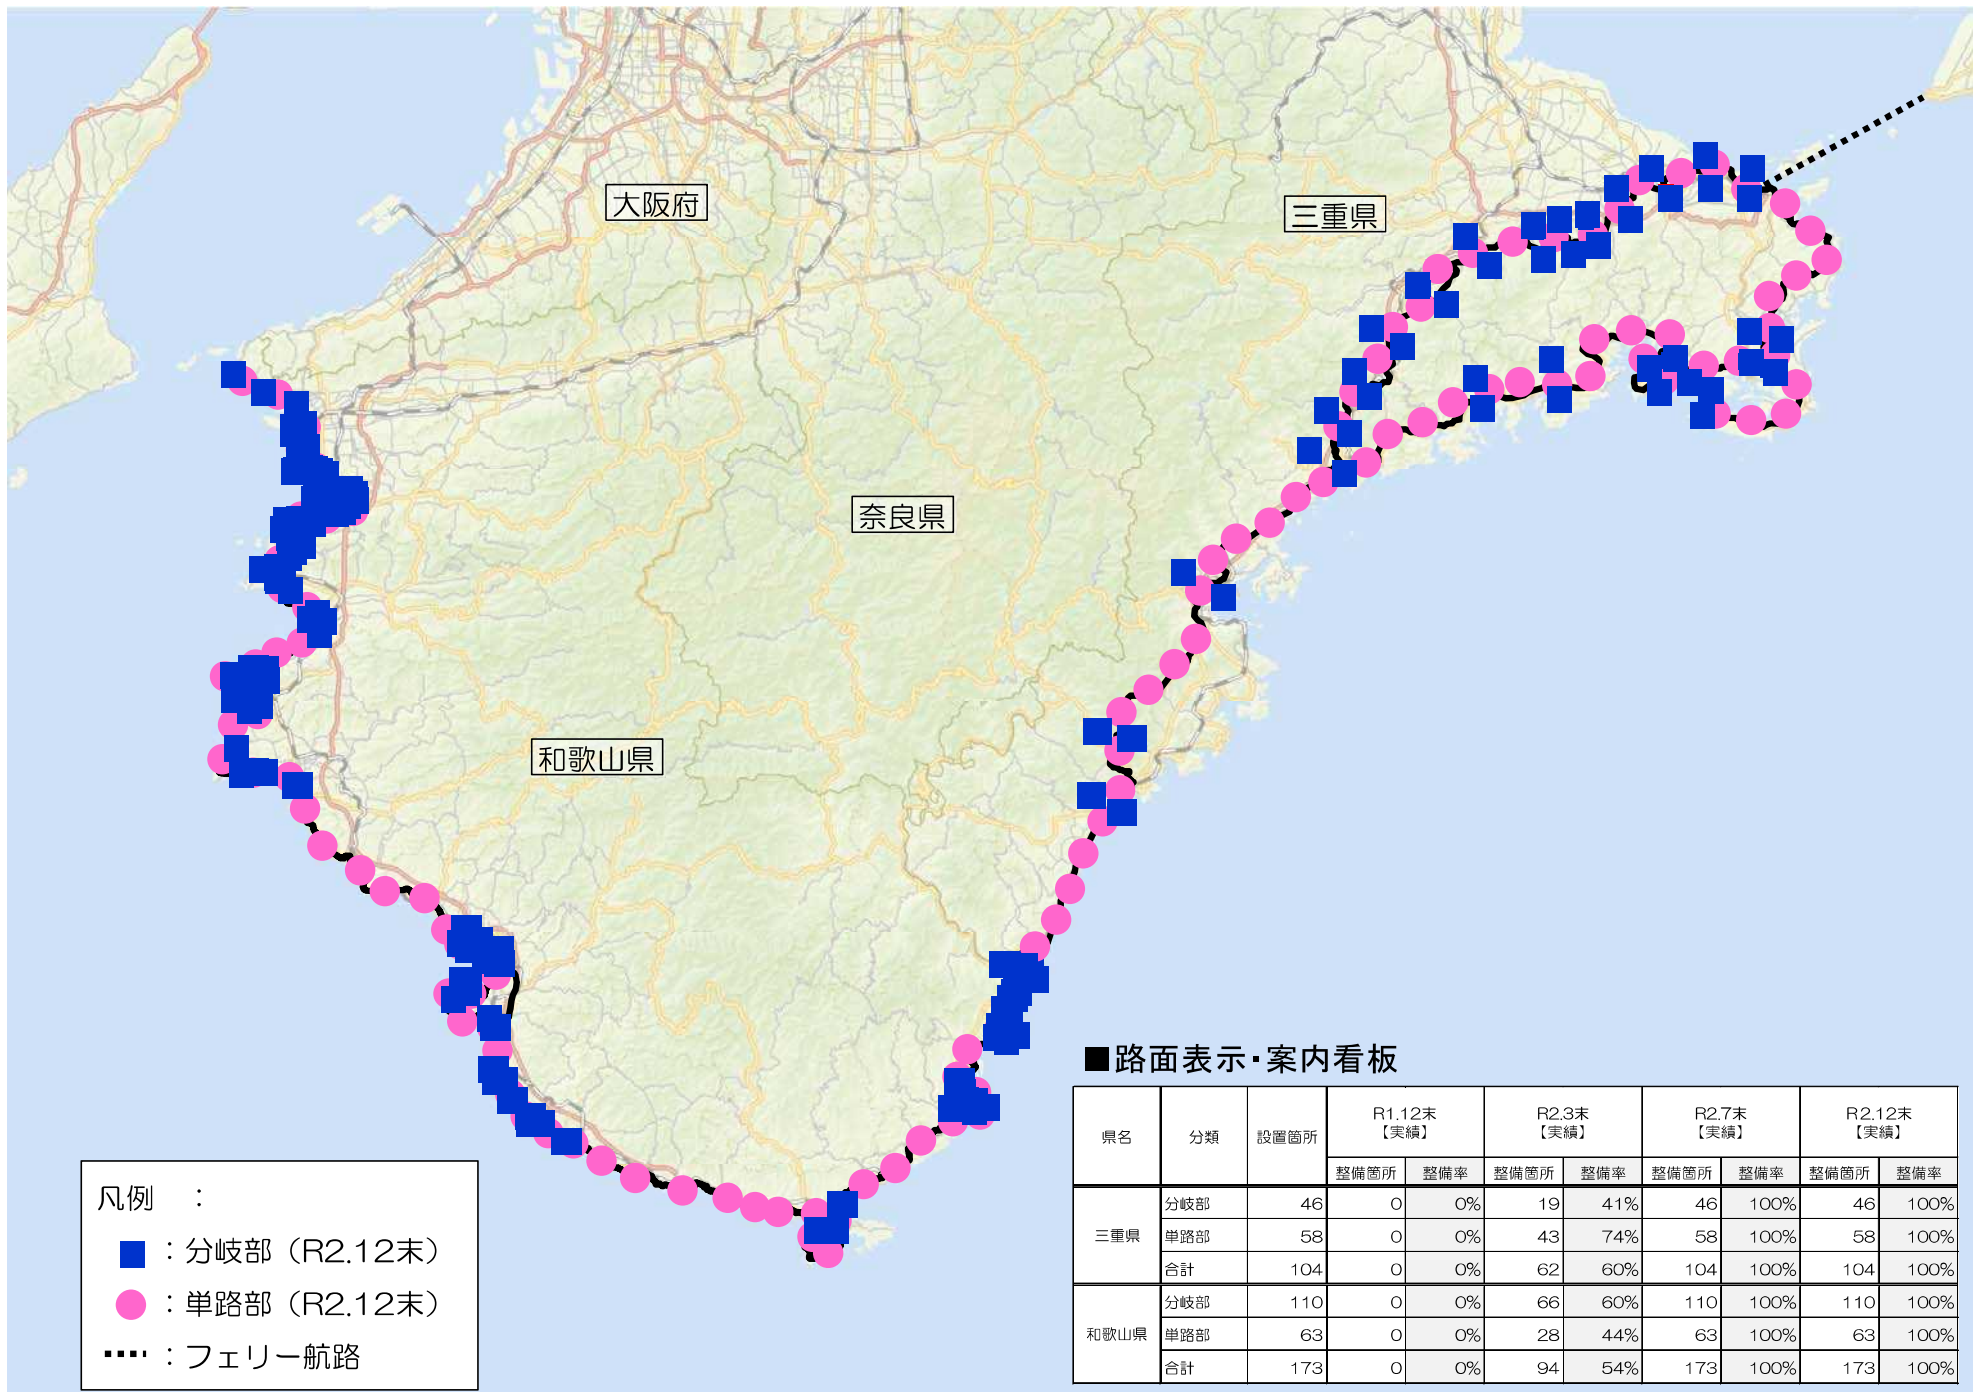 大阪府
三重県
奈良県
和歌山県
■路面表示・案内看板
県名 分類 設置箇所 R1.12末【実績】 R2.3末【実績】 R2.7末【実績】 R2.12末【実績】
整備箇所 整備率 整備箇所 整備率 整備箇所 整備率 整備箇所 整備率
三重県 分岐部 46 0 0% 19 41% 46 100% 46 100%
単路部 58 0 0% 43 74% 58 100% 58 100%
合計 104 0 0% 62 60% 104 100% 104 100%
和歌山県 分岐部 110 0 0% 66 60% 110 100% 110 100%
単路部 63 0 0% 28 44% 63 100% 63 100%
合計 173 0 0% 94 54% 173 100% 173 100%
凡例 :
:分岐部(R2.12末)
:単路部(R2.12末)
:フェリー航路